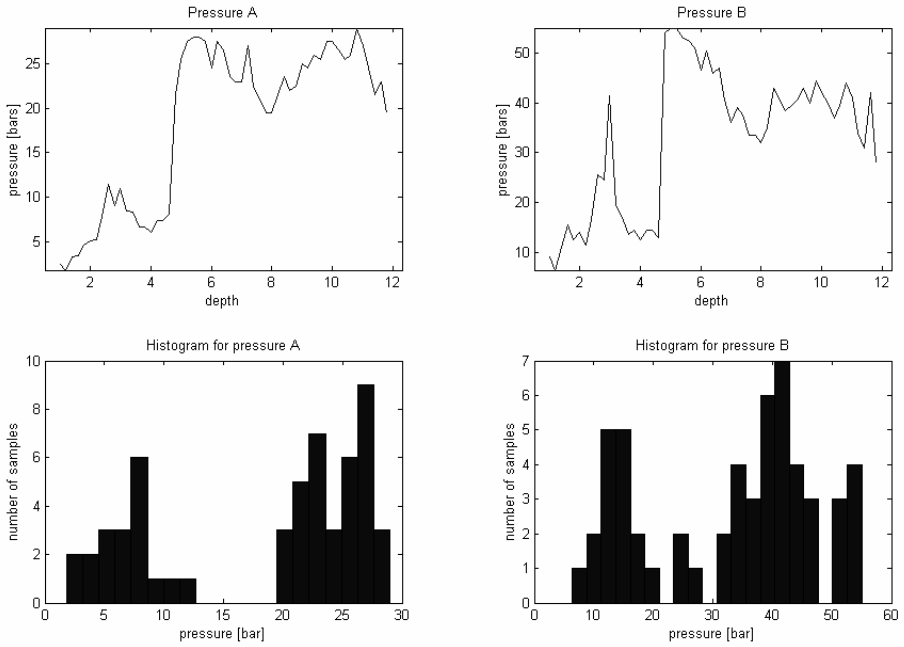 Pressure A
25
20
15
10
5
pressure [bars]
2 4 6 8 10 12
depth
Pressure B
50
40
30
20
10
pressure [bars]
2 4 6 8 10 12
depth
Histogram for pressure A
10
8
6
4
2
0
number of samples
0 5 10 15 20 25 30
pressure [bar]
Histogram for pressure B
7
6
5
4
3
2
1
0
number of samples
0 10 20 30 40 50 60
pressure [bar]